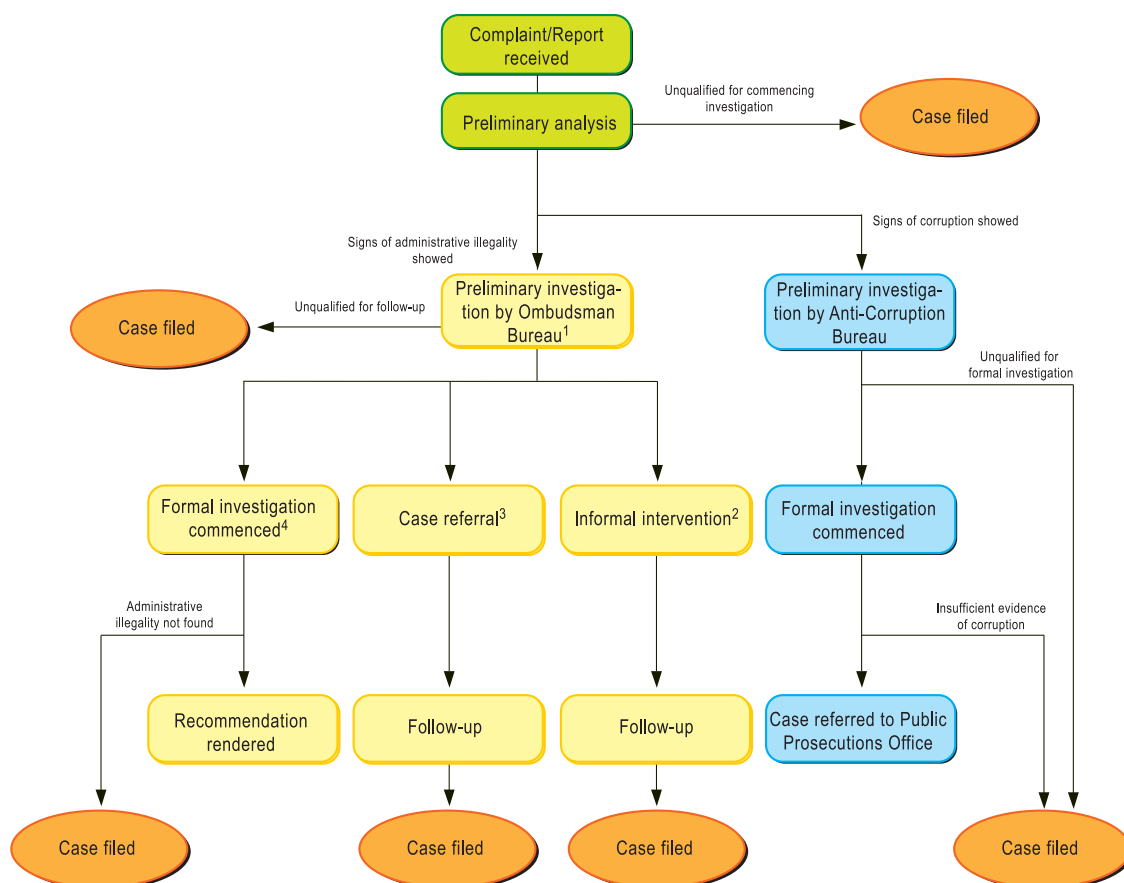 Complaint/Report
received
Unqualified for commencing
investigation
Preliminary analysis
Case filed
Signs of corruption showed
Signs of administrative illegality
showed
Preliminary investiga-
tion by Ombudsman
Bureau1
Preliminary investiga-
tion by Anti-Corruption
Bureau
Unqualified for follow-up
Case filed
Unqualified for
formal investigation
Formal investigation
commenced4
Case referral3
Informal intervention2
Formal investigation
commenced
Administrative
illegality not found
Insufficient evidence
of corruption
Recommendation
rendered
Follow-up
Follow-up
Case referred to Public
Prosecutions Office
Case filed
Case filed
Case filed
Case filed